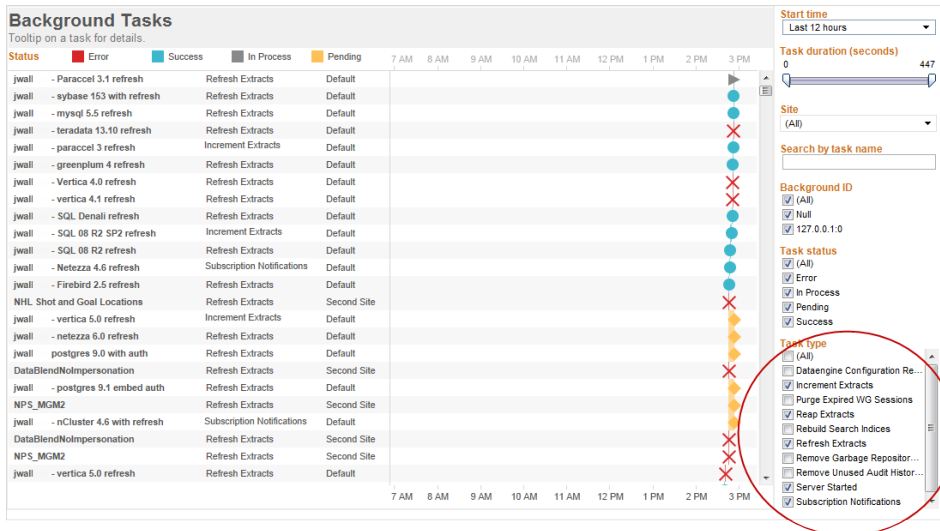 Background Tasks
Tooltip on a task for details.
Status Error Success In Process Pending 7 AM 8 AM 9 AM 10 AM 11 AM 12 PM 1 PM 2 PM 3 PM
jwall - Paraccel 3.1 refresh Refresh Extracts Default
jwall - sybase 153 with refresh Refresh Extracts Default
jwall - mysql 5.5 refresh Refresh Extracts Default
jwall - teradata 13.10 refresh Refresh Extracts Default
jwall - paraccel 3 refresh Increment Extracts Default
jwall - greenplum 4 refresh Refresh Extracts Default
jwall - Vertica 4.0 refresh Refresh Extracts Default
jwall - vertica 4.1 refresh Refresh Extracts Default
jwall - SQL Denali refresh Refresh Extracts Default
jwall - SQL 08 R2 SP2 refresh Increment Extracts Default
jwall - SQL 08 R2 refresh Refresh Extracts Default
jwall - Netezza 4.6 refresh Subscription Notifications Default
jwall - Firebird 2.5 refresh Refresh Extracts Default
NHL Shot and Goal Locations Refresh Extracts Second Site
jwall - vertica 5.0 refresh Increment Extracts Default
jwall - netezza 6.0 refresh Refresh Extracts Default
jwall postgres 9.0 with auth Refresh Extracts Default
DataBlendNoImpersonation Refresh Extracts Second Site
jwall - postgres 9.1 embed auth Refresh Extracts Default
NPS_MGM2 Refresh Extracts Second Site
jwall - nCluster 4.6 with refresh Subscription Notifications Default
DataBlendNoImpersonation Refresh Extracts Second Site
NPS_MGM2 Refresh Extracts Second Site
jwall - vertica 5.0 refresh Refresh Extracts Default
7 AM 8 AM 9 AM 10 AM 11 AM 12 PM 1 PM 2 PM 3 PM
Start time
Last 12 hours
Task duration (seconds)
0 447
Site
(All)
Search by task name
Background ID
(All)
Null
127.0.0.1:0
Task status
(All)
Error
In Process
Pending
Success
Task type
(All)
Dataengine Configuration Re...
Increment Extracts
Purge Expired WG Sessions
Reap Extracts
Rebuild Search Indices
Refresh Extracts
Remove Garbage Repositor...
Remove Unused Audit Histor...
Server Started
Subscription Notifications